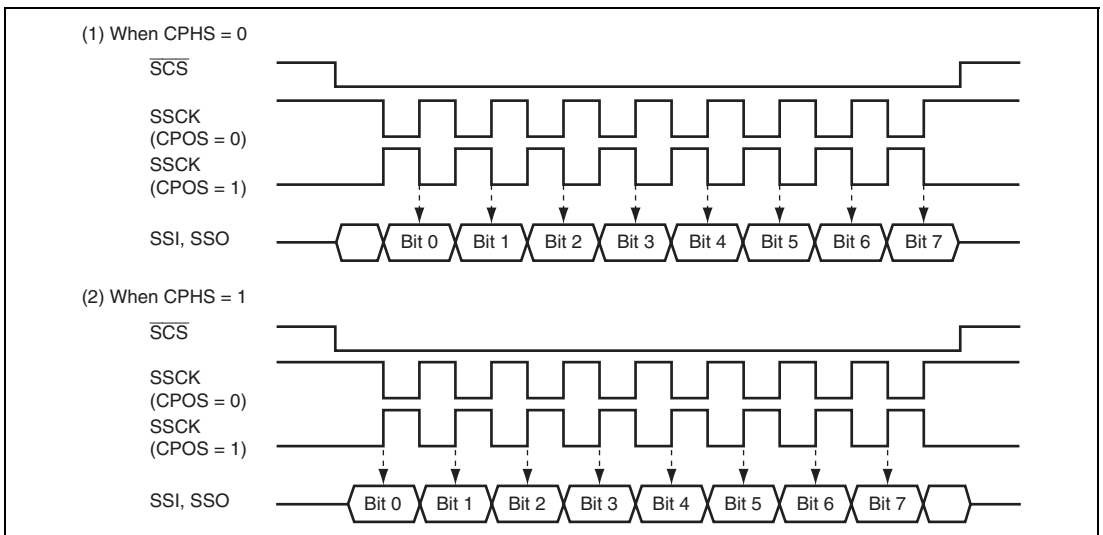 (1) When CPHS = 0
SCS
SSCK
(CPOS = 0)
SSCK
(CPOS = 1)
SSI, SSO
Bit 0 Bit 1 Bit 2 Bit 3 Bit 4 Bit 5 Bit 6 Bit 7
(2) When CPHS = 1
SCS
SSCK
(CPOS = 0)
SSCK
(CPOS = 1)
SSI, SSO
Bit 0 Bit 1 Bit 2 Bit 3 Bit 4 Bit 5 Bit 6 Bit 7